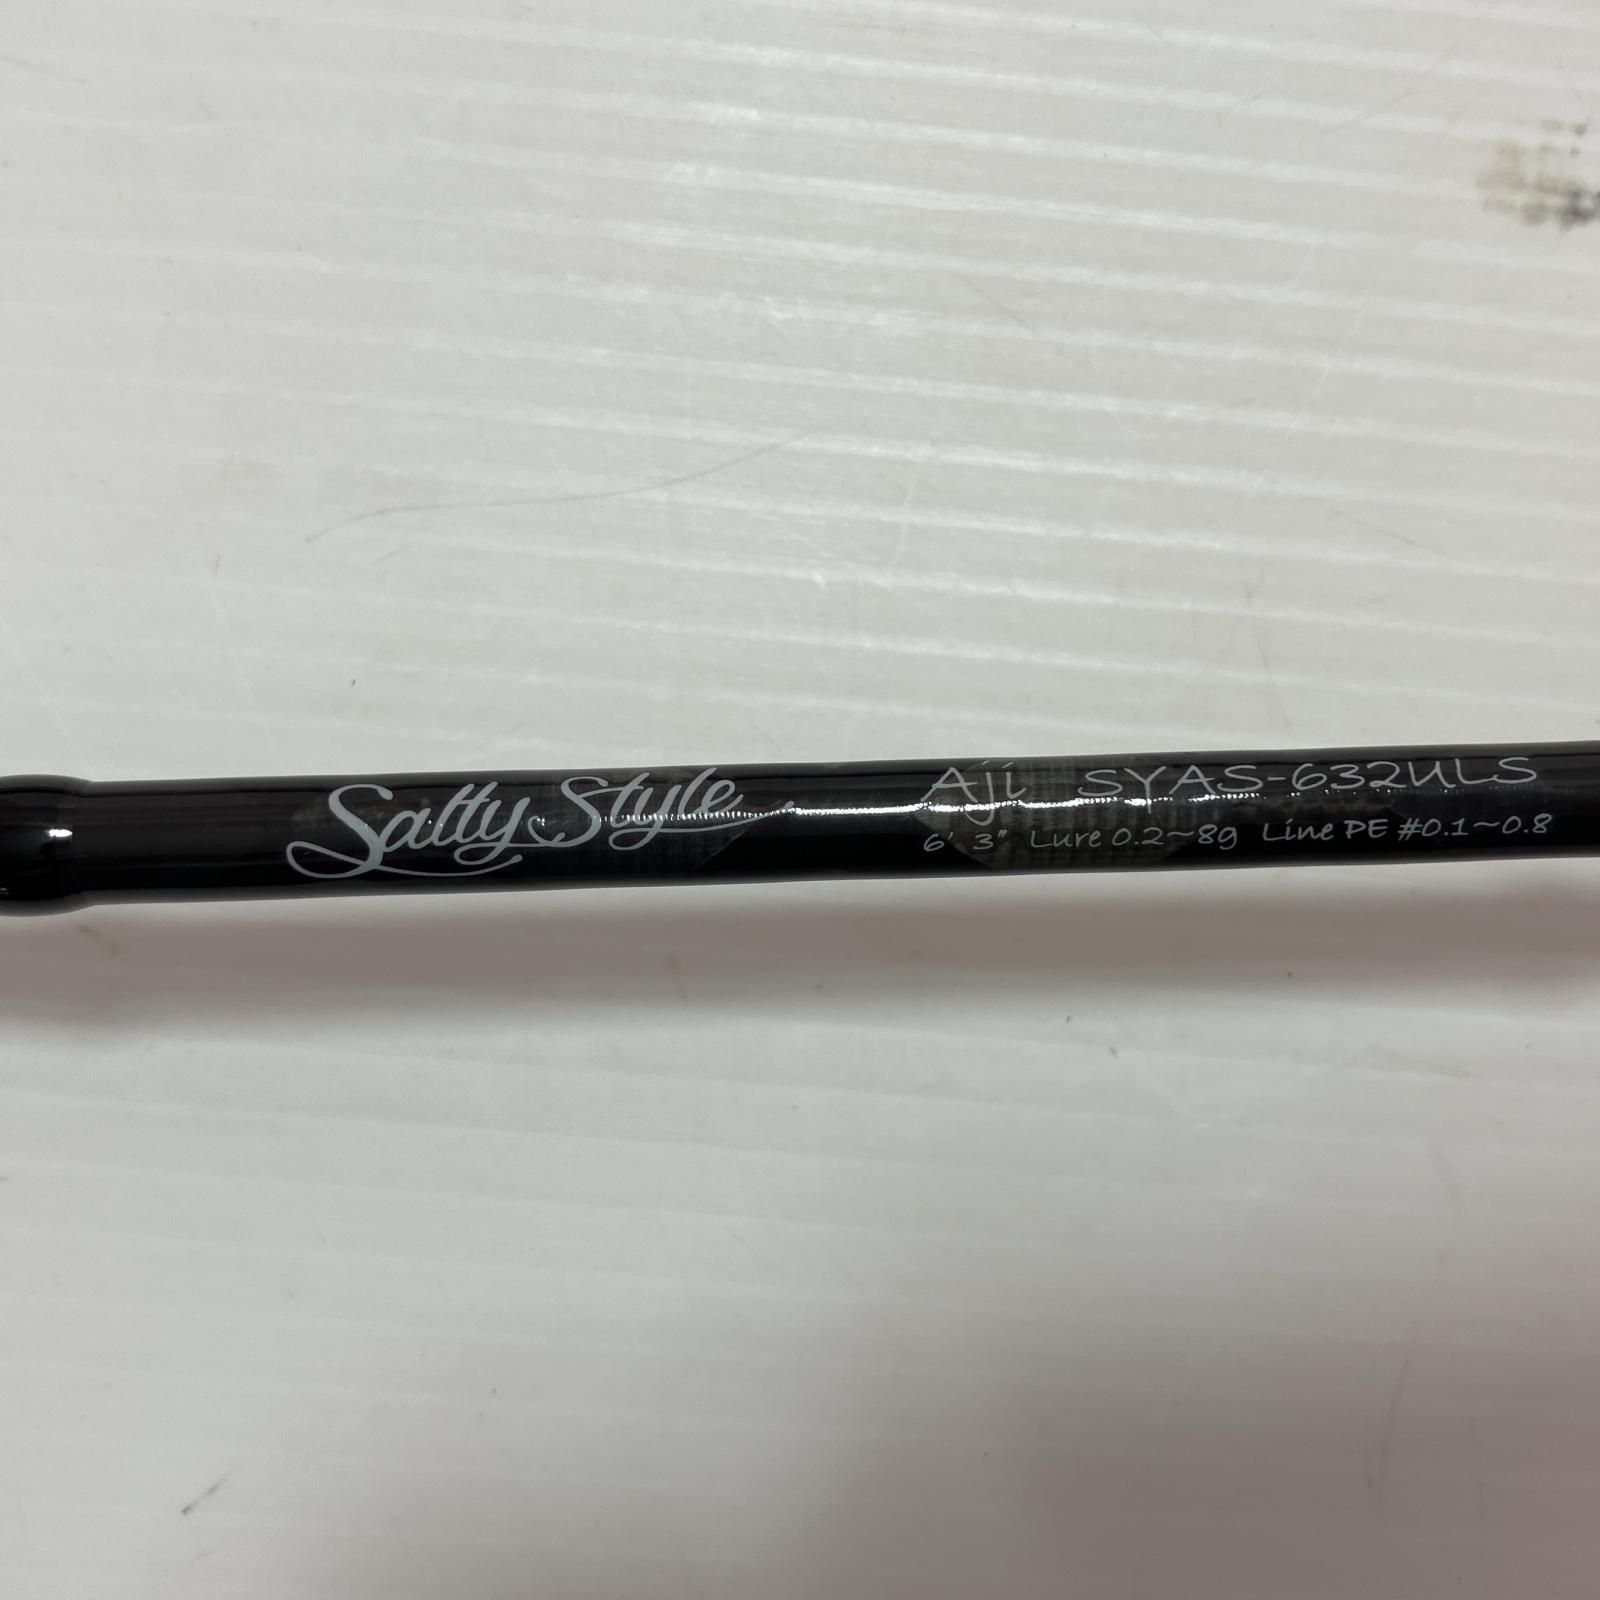 Salty Style
Aji SYAS-632ULS
6' 3" Lure 0.2~8g Line PE #0.1~0.8